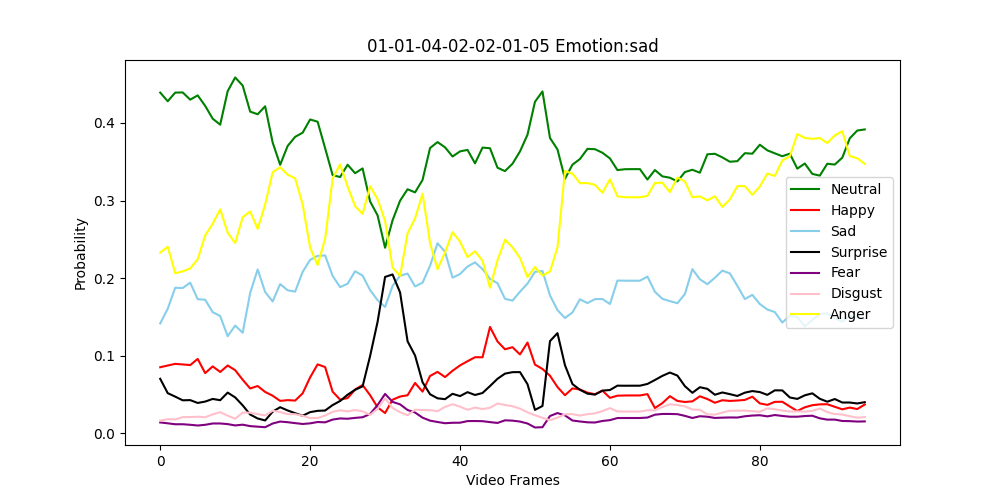 01-01-04-02-02-01-05 Emotion:sad
Probability
0.4
0.3
0.2
0.1
0.0
0
20
40
60
80
Video Frames
Neutral
Happy
Sad
Surprise
Fear
Disgust
Anger